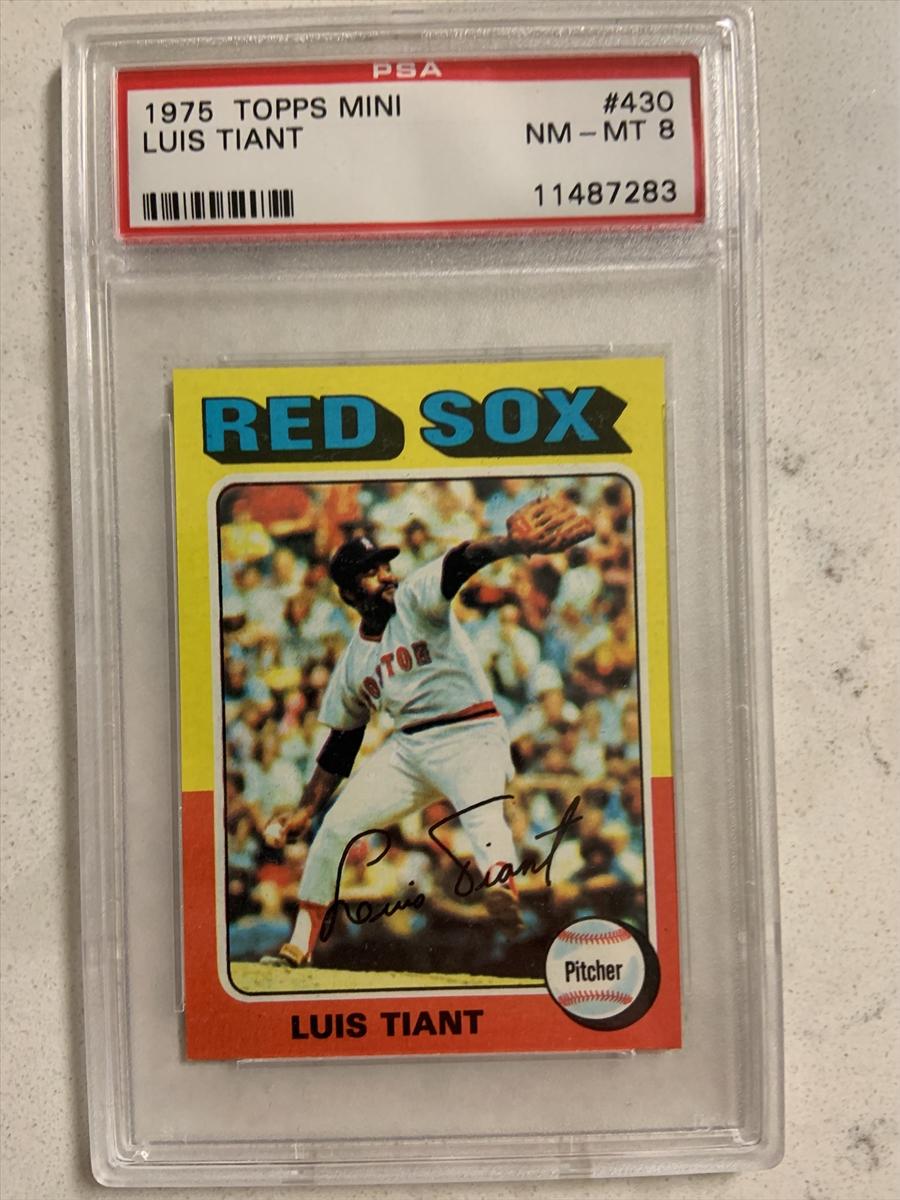 PSA
1975 TOPPS MINI #430
LUIS TIANT NM - MT 8
11487283
RED SOX
BOSTON
Luis Tiant
Pitcher
LUIS TIANT